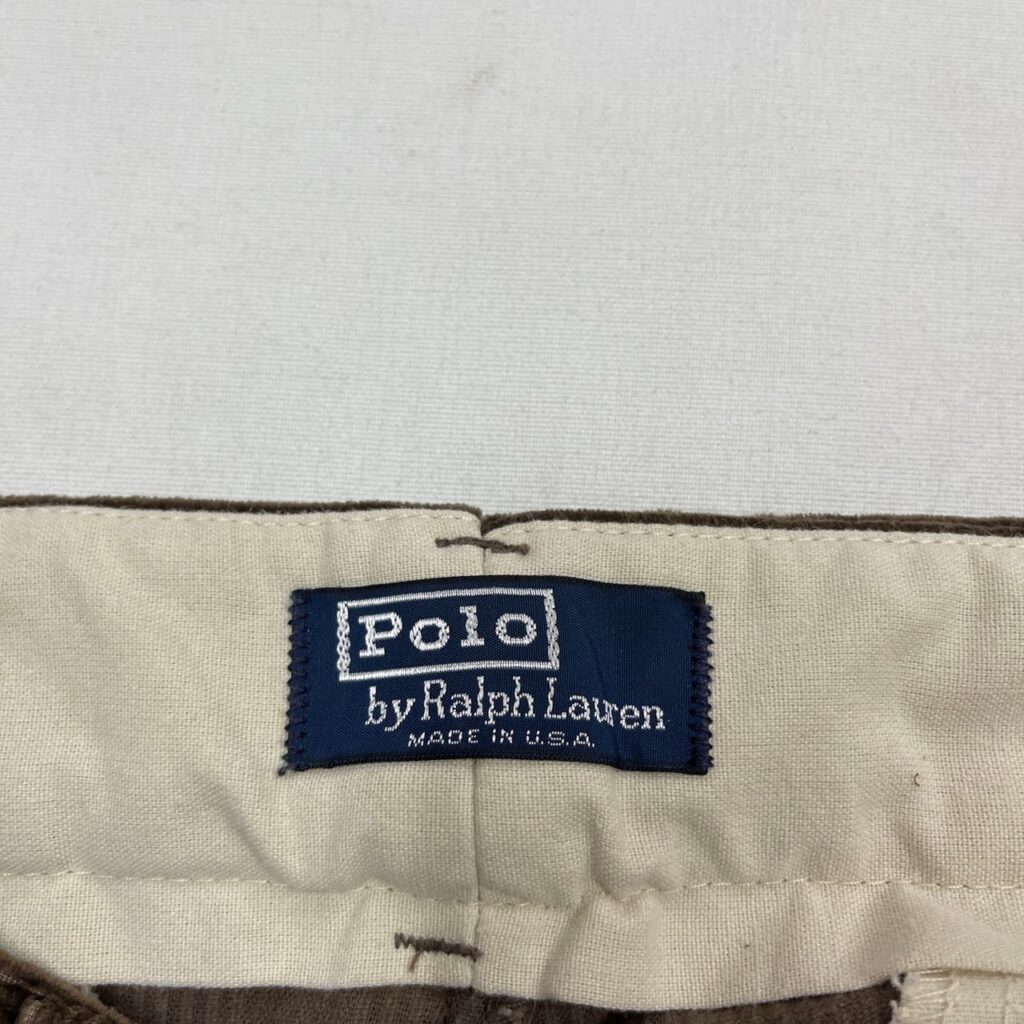 Polo
by Ralph Lauren
MADE IN U.S.A.